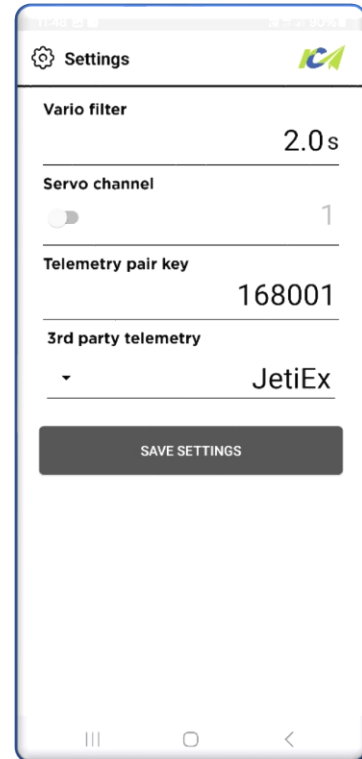 Settings
Vario filter
2.0s
Servo channel
1
Telemetry pair key
168001
3rd party telemetry
JetiEx
SAVE SETTINGS